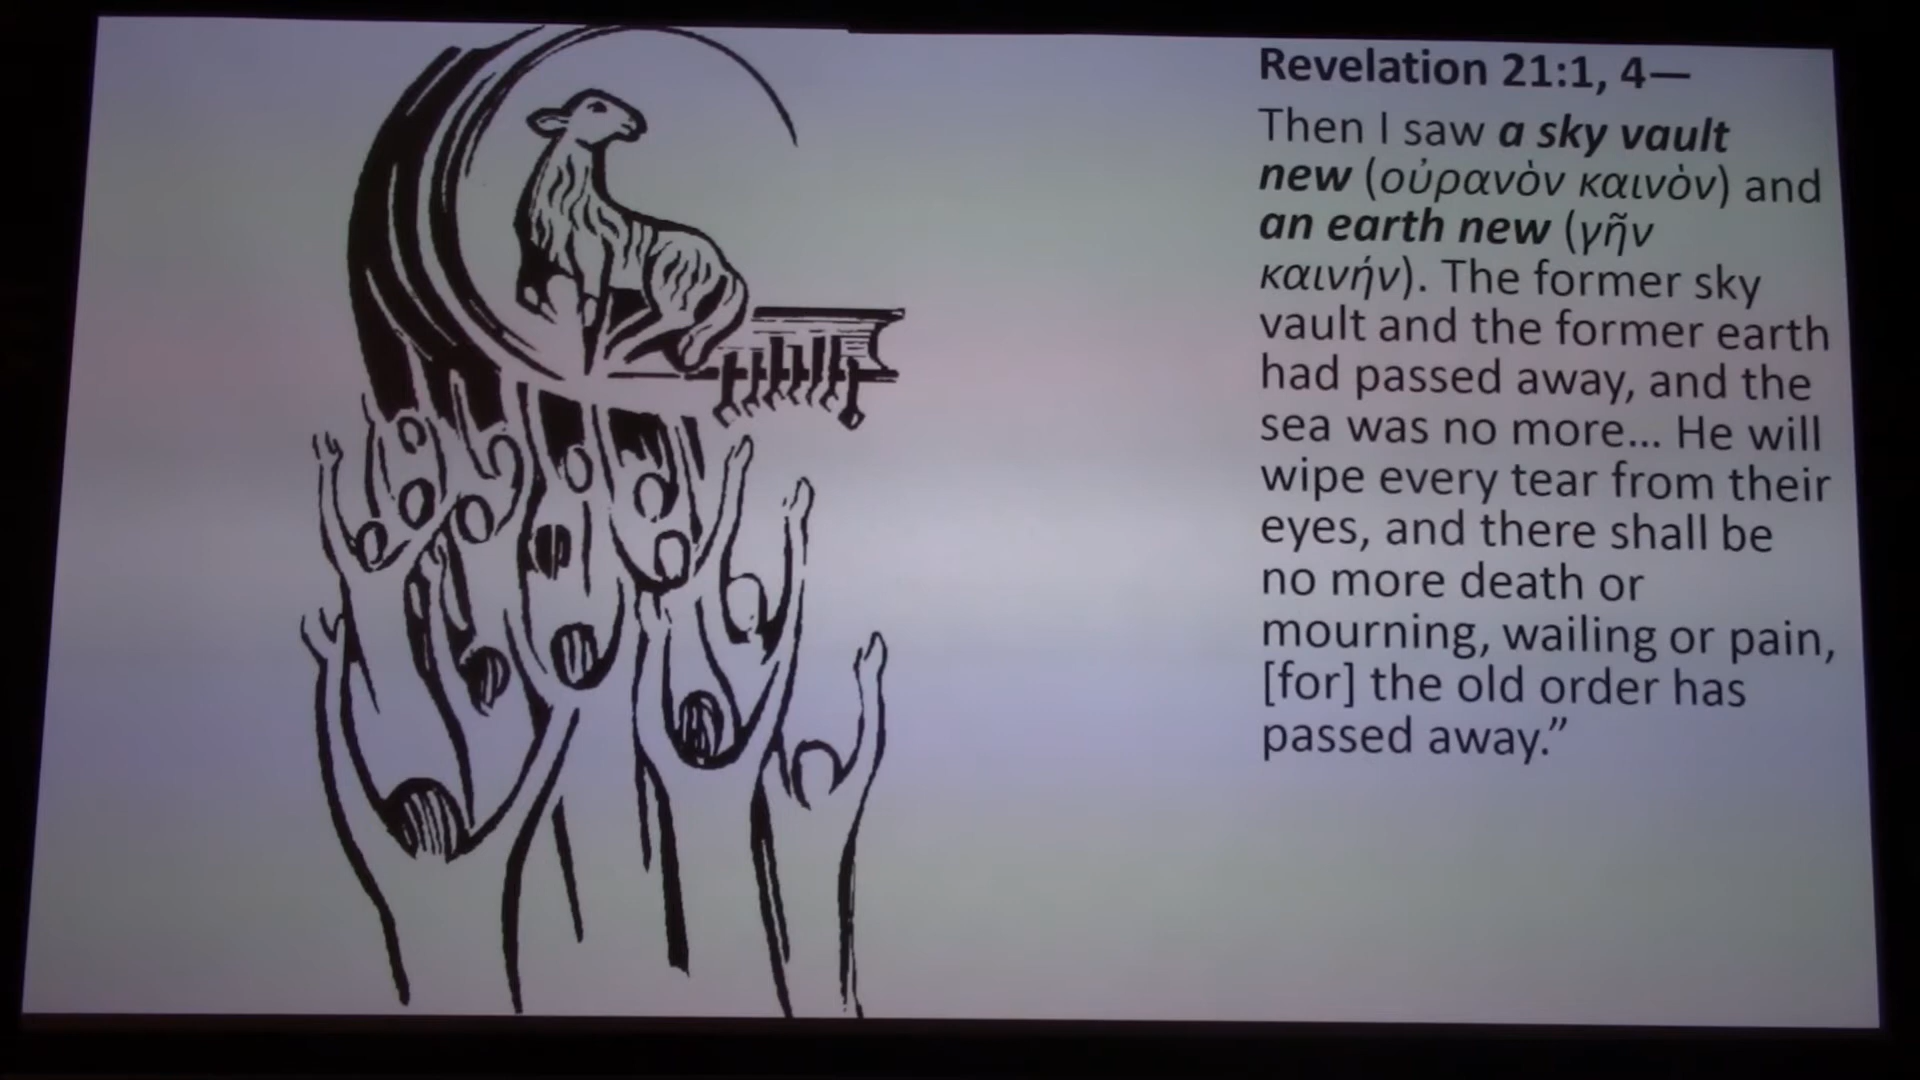 Revelation 21:1, 4—
Then I saw a sky vault
new (οὐρανὸν καινὸν) and
an earth new (γῆν
καινήν). The former sky
vault and the former earth
had passed away, and the
sea was no more... He will
wipe every tear from their
eyes, and there shall be
no more death or
mourning, wailing or pain,
[for] the old order has
passed away.”